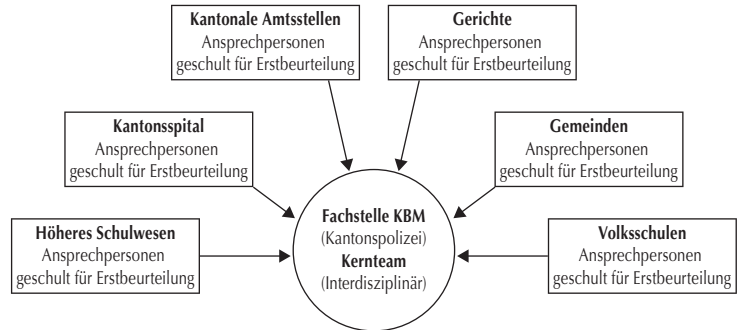 Kantonale Amtsstellen
Ansprechpersonen
geschult für Erstbeurteilung
Gerichte
Ansprechpersonen
geschult für Erstbeurteilung
Kantonsspital
Ansprechpersonen
geschult für Erstbeurteilung
Gemeinden
Ansprechpersonen
geschult für Erstbeurteilung
Höheres Schulwesen
Ansprechpersonen
geschult für Erstbeurteilung
Fachstelle KBM
(Kantonspolizei)
Kernteam
(Interdisziplinär)
Volksschulen
Ansprechpersonen
geschult für Erstbeurteilung